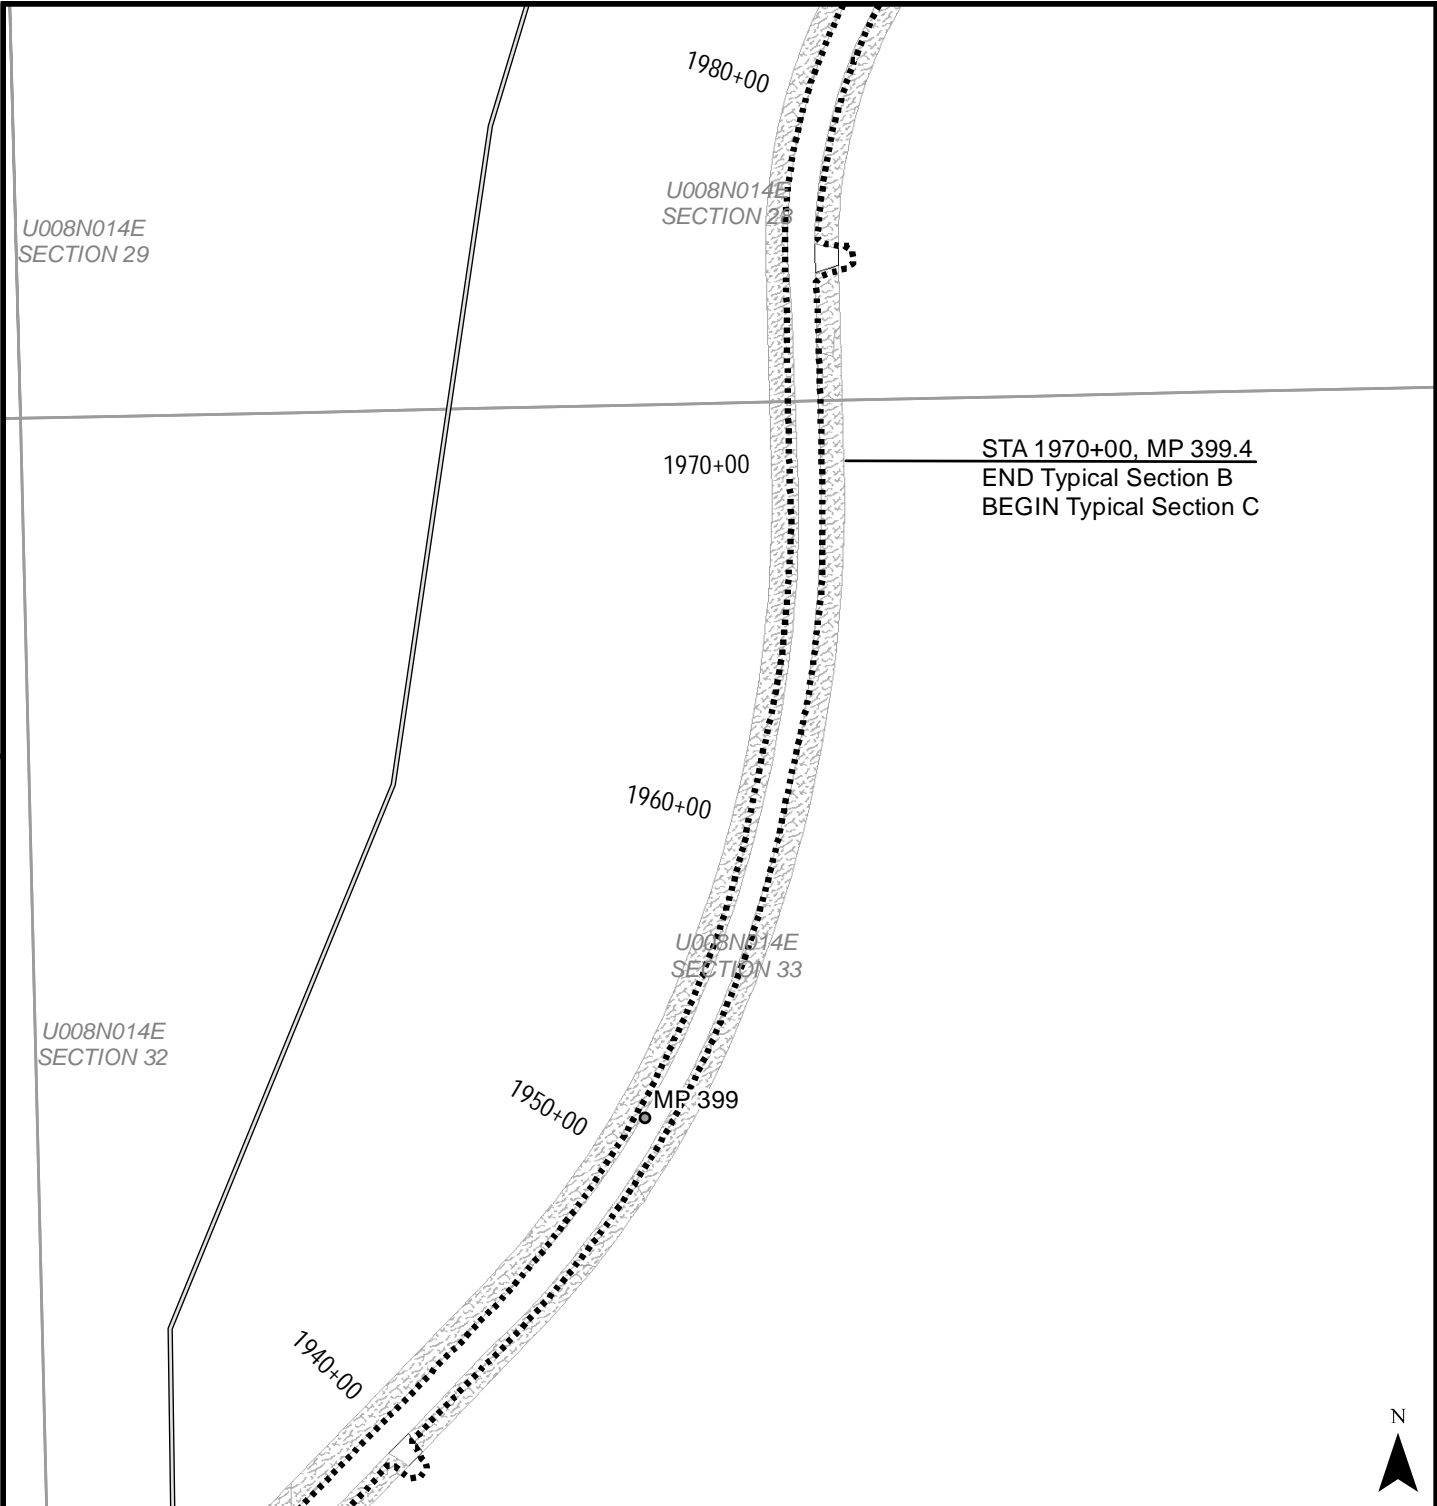 1980+00
U008N014E
SECTION 28
U008N014E
SECTION 29
STA 1970+00, MP 399.4
END Typical Section B
BEGIN Typical Section C
1970+00
1960+00
U008N014E
SECTION 33
U008N014E
SECTION 32
1950+00
MP 399
1940+00
N